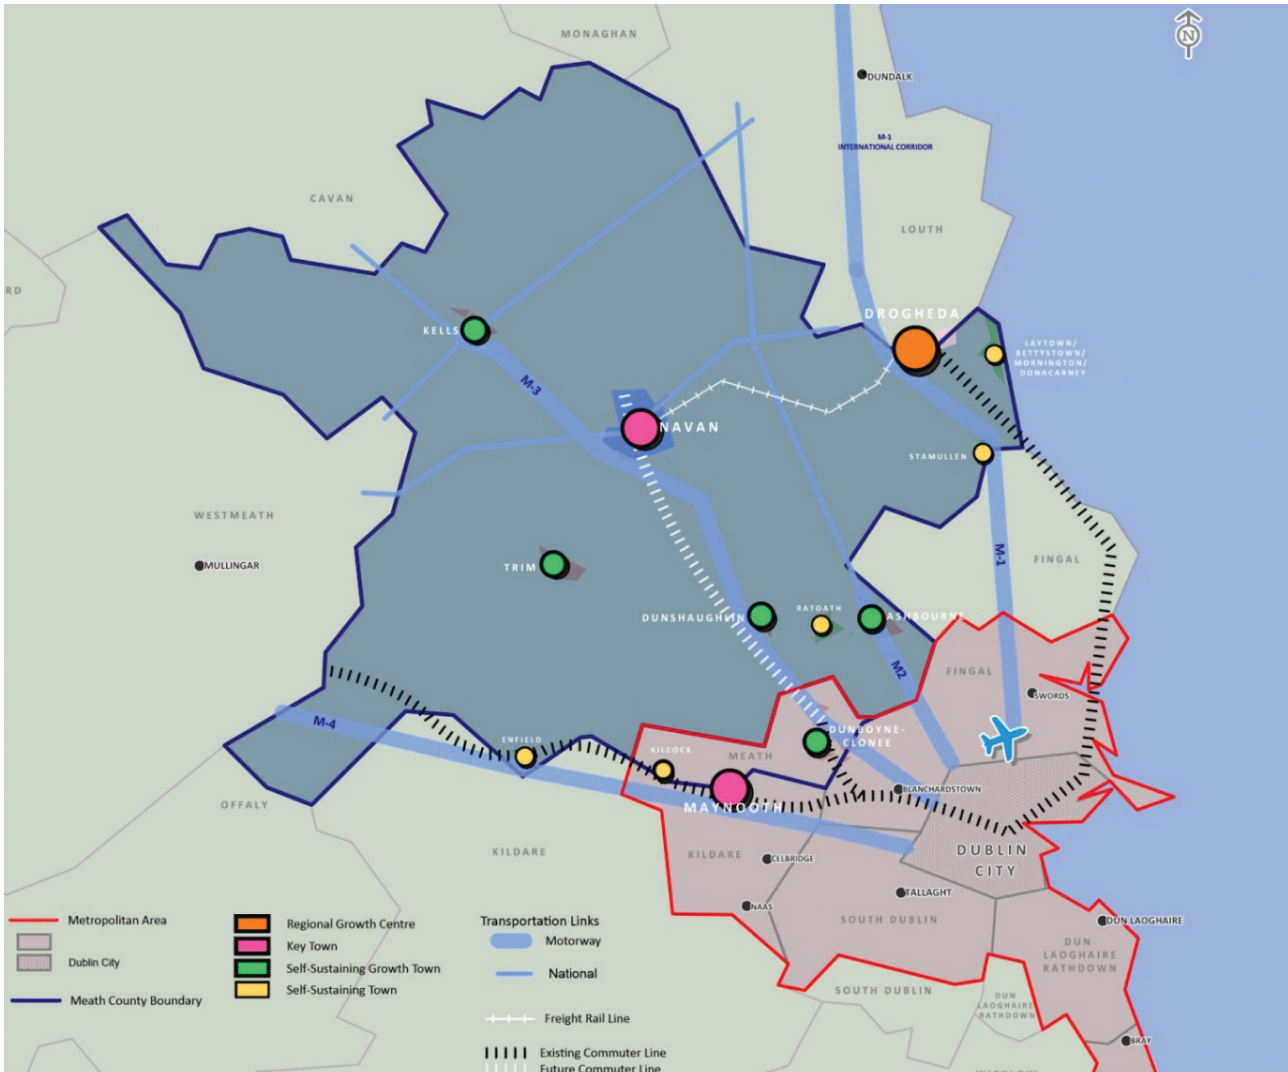 MONAGHAN
N
DUNDALK
M-1
INTERNATIONAL CORRIDOR
CAVAN
LOUTH
RD
DROGHEDA
KELLS
LAYTOWN/
BETTYSTOWN/
MORNINGTON/
DONACARNEY
M-3
NAVAN
STAMULLEN
WESTMEATH
M-1
FINGAL
MULLINGAR
TRIM
DUNSHAUGHLIN
RATOATH
ASHBOURNE
M2
FINGAL
SWORDS
M-4
ENFIELD
KILCOCK
MEATH
DUNBOYNE-
CLONEE
OFFALY
MAYNOOTH
BLANCHARDSTOWN
KILDARE
KILDARE
CELBRIDGE
DUBLIN
CITY
TALLAGHT
NAAS
SOUTH DUBLIN
DUN LAOGHAIRE
DUN
LAOGHAIRE
RATHDOWN
SOUTH DUBLIN
DUN
LAOGHAIRE
RATHDOWN
BRAY
WICKLOW
Metropolitan Area
Dublin City
Meath County Boundary
Regional Growth Centre
Key Town
Self-Sustaining Growth Town
Self-Sustaining Town
Transportation Links
Motorway
National
Freight Rail Line
Existing Commuter Line
Future Commuter Line